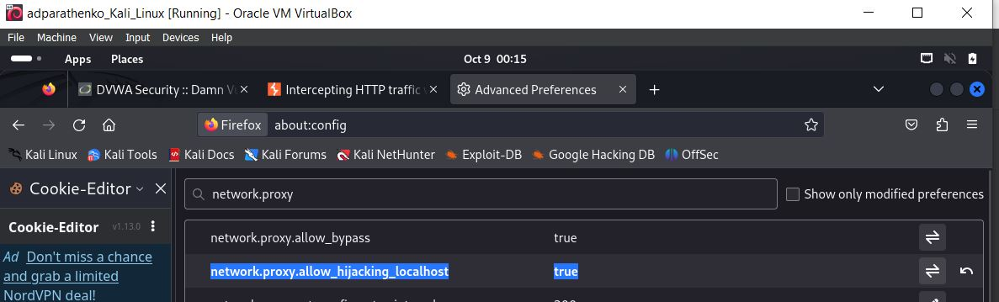 adparathenko_Kali_Linux [Running] - Oracle VM VirtualBox
File Machine View Input Devices Help
Apps Places Oct 9 00:15
DVWA Security :: Damn V Intercepting HTTP traffic Advanced Preferences
Firefox about:config
Kali Linux Kali Tools Kali Docs Kali Forums Kali NetHunter Exploit-DB Google Hacking DB OffSec
Cookie-Editor
network.proxy Show only modified preferences
Cookie-Editor v1.13.0
network.proxy.allow_bypass true
Ad Don't miss a chance
and grab a limited
NordVPN deal!
network.proxy.allow_hijacking_localhost true